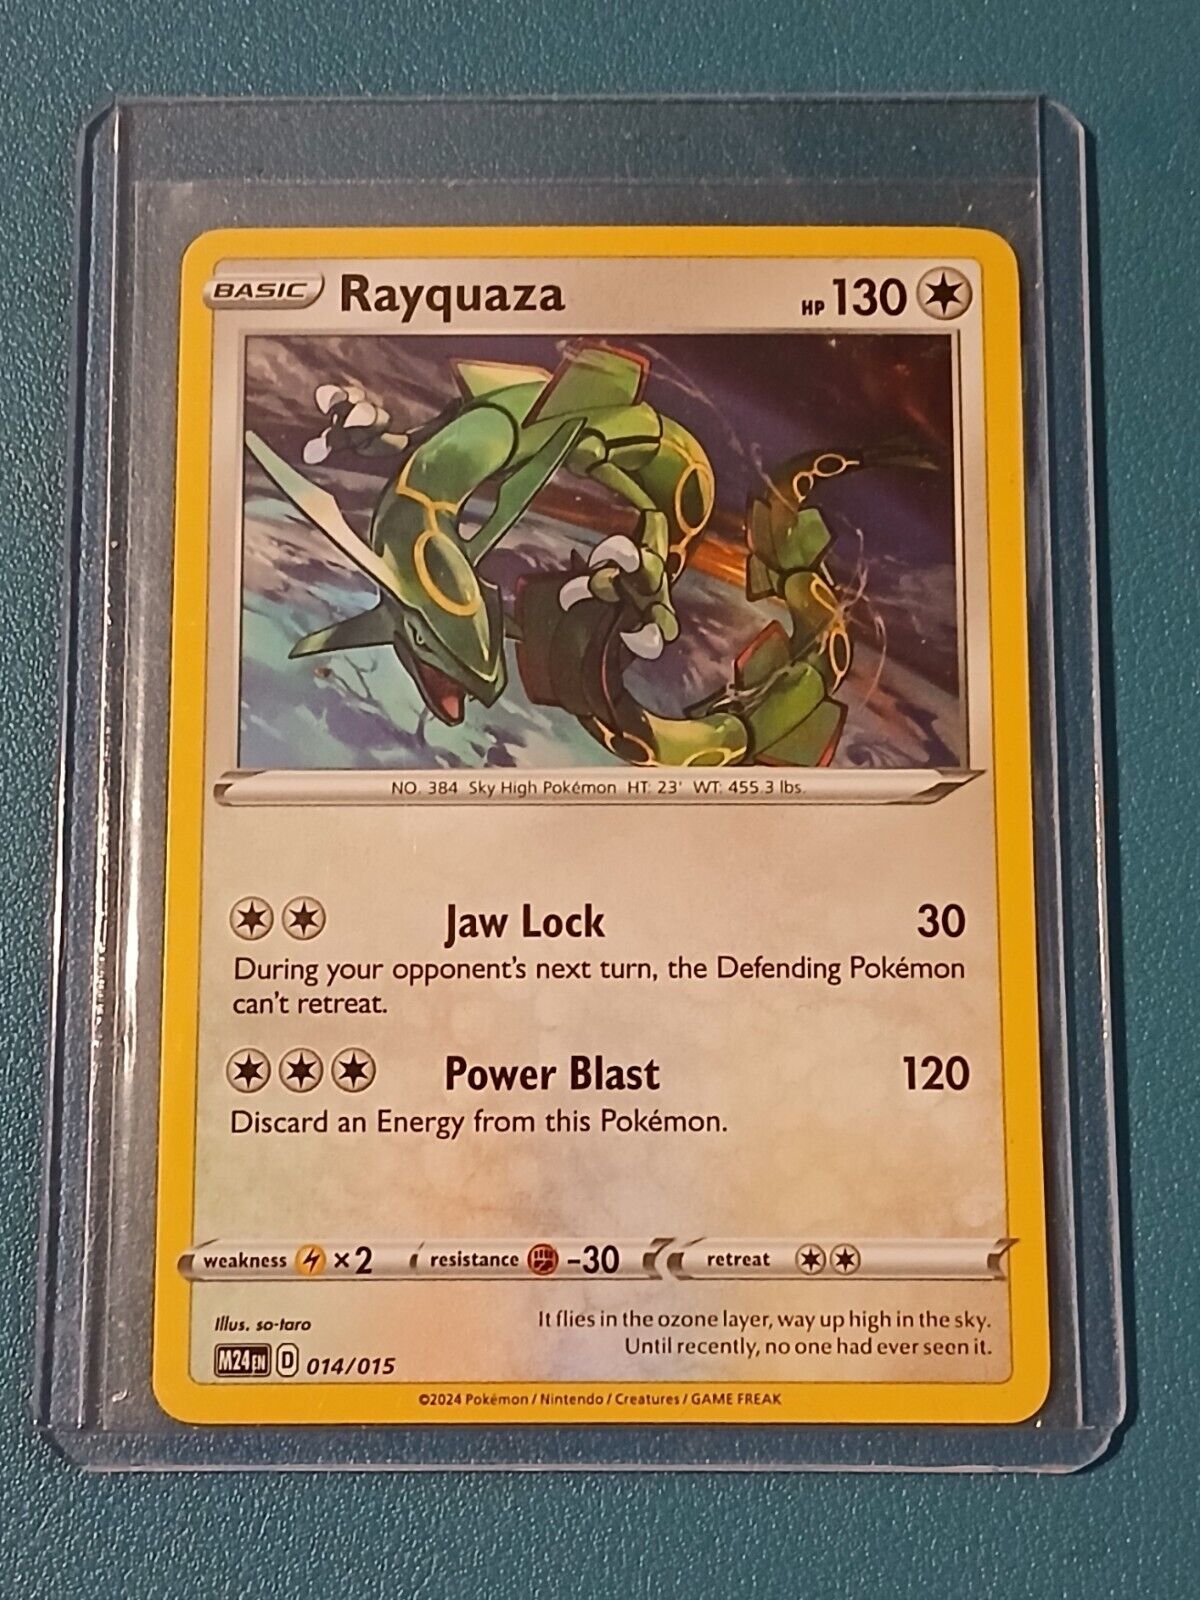 BASIC Rayquaza HP 130
NO. 384 Sky High Pokémon HT: 23' WT: 455.3 lbs.
Jaw Lock 30
During your opponent's next turn, the Defending Pokémon
can't retreat.
Power Blast 120
Discard an Energy from this Pokémon.
weakness ×2 resistance -30 retreat
Illus. so-taro
It flies in the ozone layer, way up high in the sky.
Until recently, no one had ever seen it.
M24 EN D 014/015
©2024 Pokémon / Nintendo / Creatures / GAME FREAK